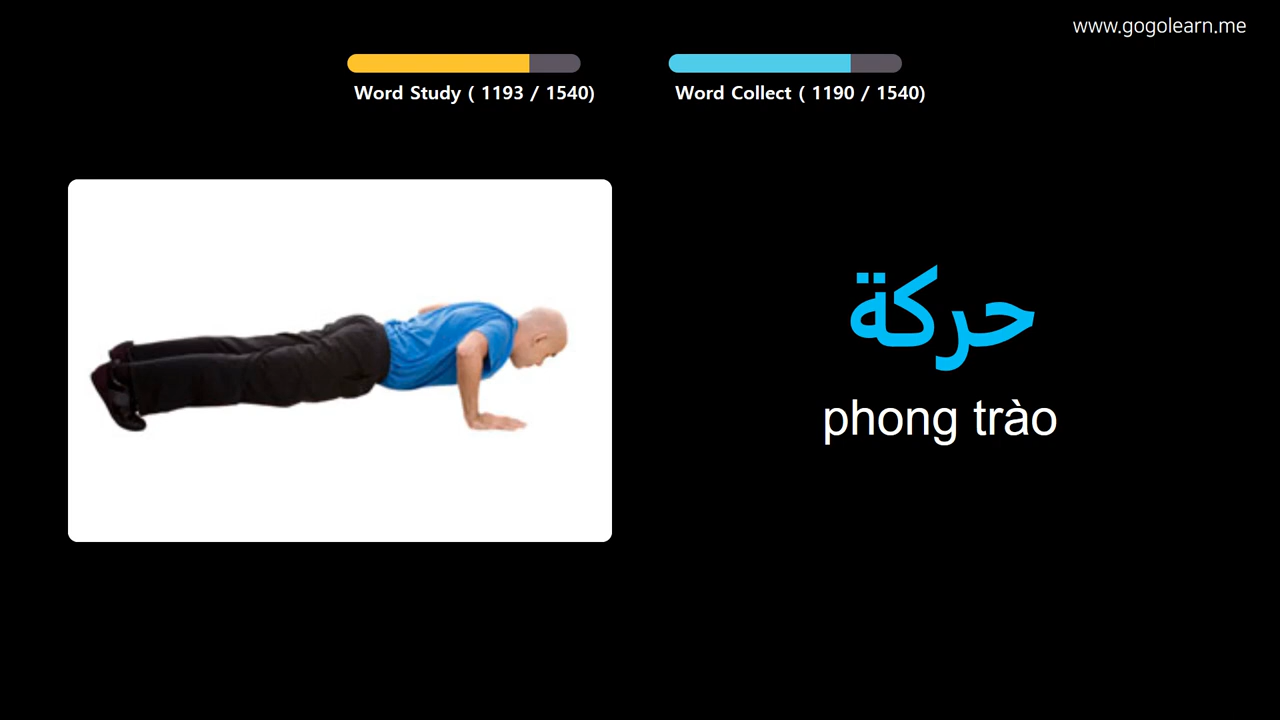 www.gogolearn.me
Word Study ( 1193 / 1540)
Word Collect ( 1190 / 1540)
حركة
phong trào